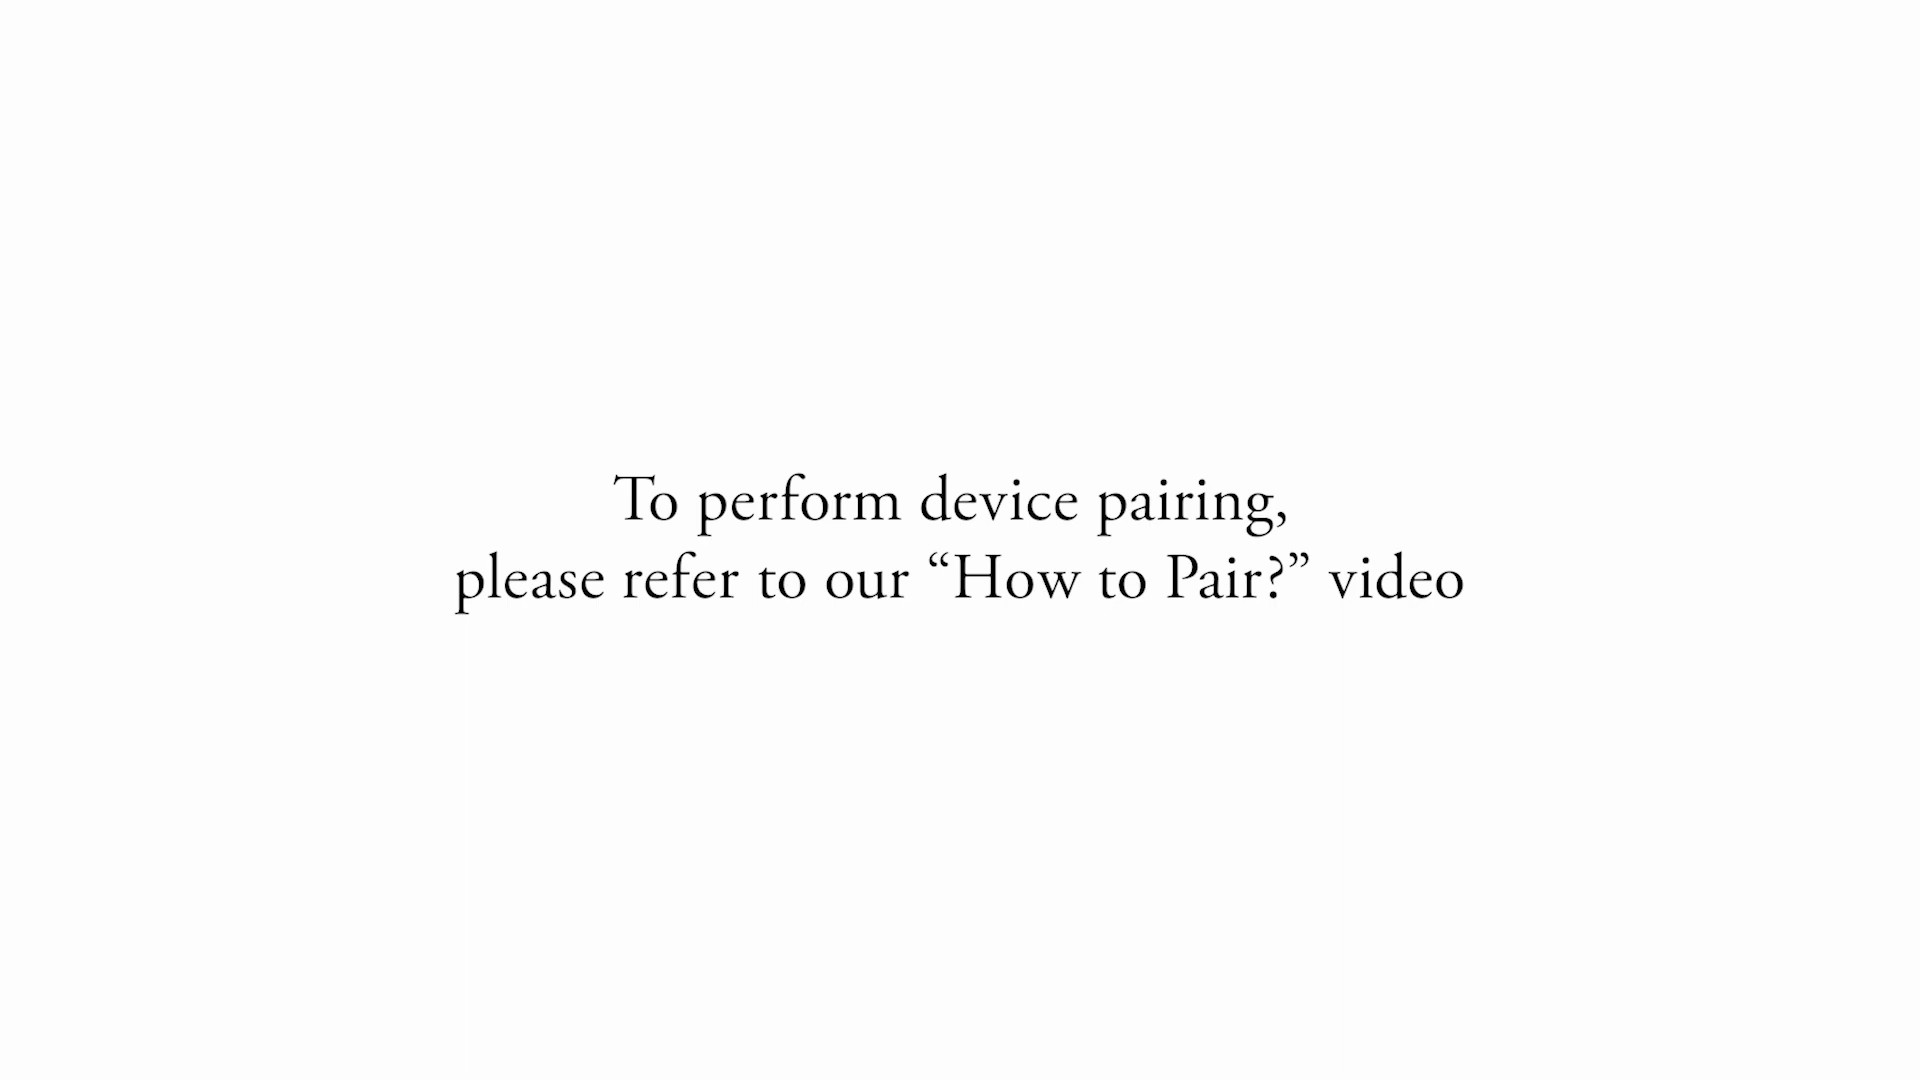 To perform device pairing,
please refer to our “How to Pair?” video